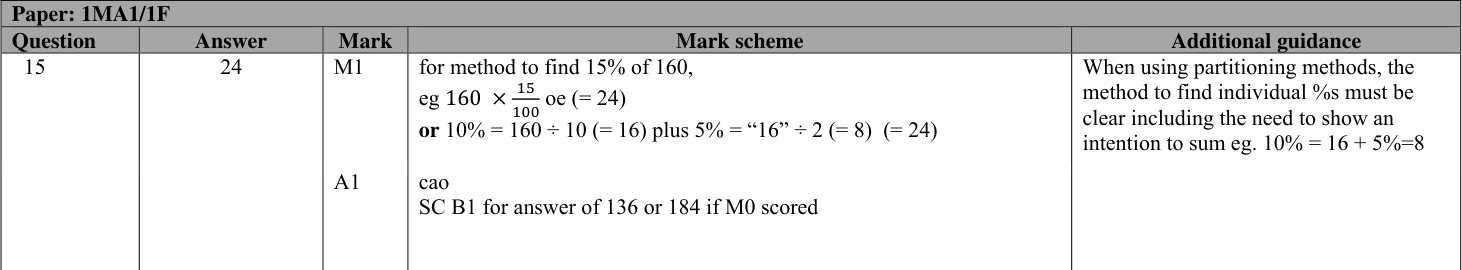 Paper: 1MA1/1F
Question Answer Mark Mark scheme Additional guidance
15 24 M1 for method to find 15% of 160,
eg 160 × 15/100 oe (= 24)
or 10% = 160 ÷ 10 (= 16) plus 5% = “16” ÷ 2 (= 8) (= 24)
When using partitioning methods, the
method to find individual %s must be
clear including the need to show an
intention to sum eg. 10% = 16 + 5%=8
A1 cao
SC B1 for answer of 136 or 184 if M0 scored